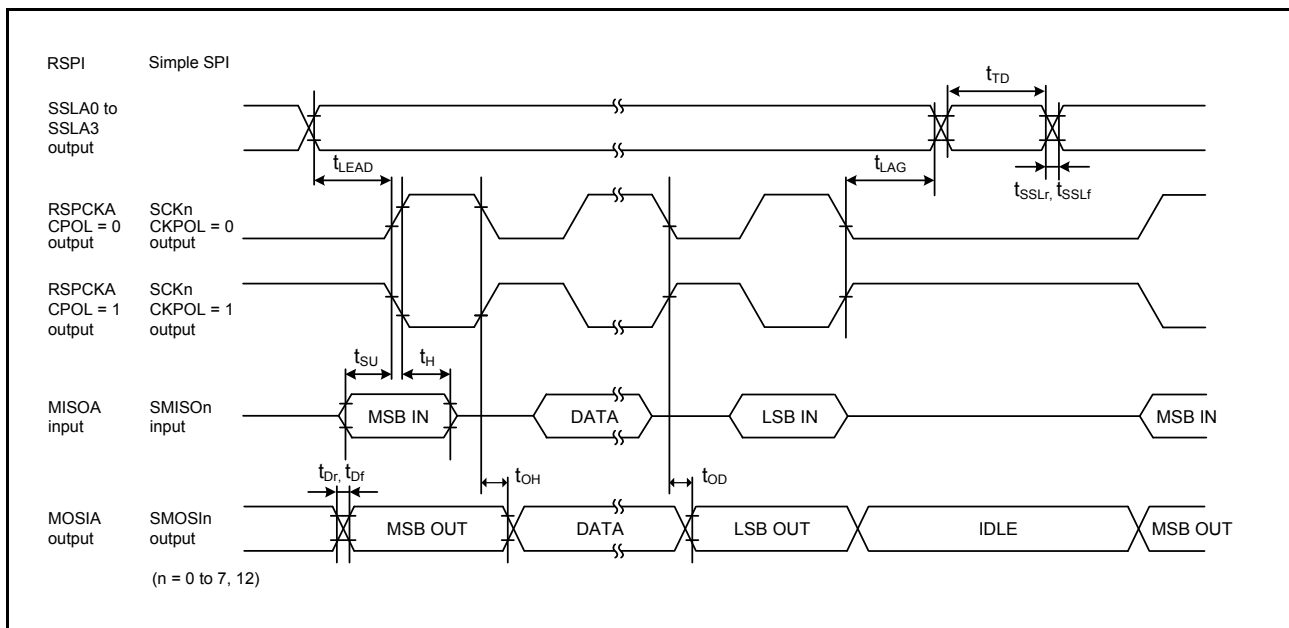 RSPI Simple SPI
SSLA0 to
SSLA3
output
tTD
tLEAD
tLAG
tSSLr, tSSLf
RSPCKA SCKn
CPOL = 0 CKPOL = 0
output output
RSPCKA SCKn
CPOL = 1 CKPOL = 1
output output
tSU tH
MISOA SMISOn
input input
MSB IN DATA LSB IN MSB IN
tDr, tDf tOH tOD
MOSIA SMOSIn
output output
MSB OUT DATA LSB OUT IDLE MSB OUT
(n = 0 to 7, 12)